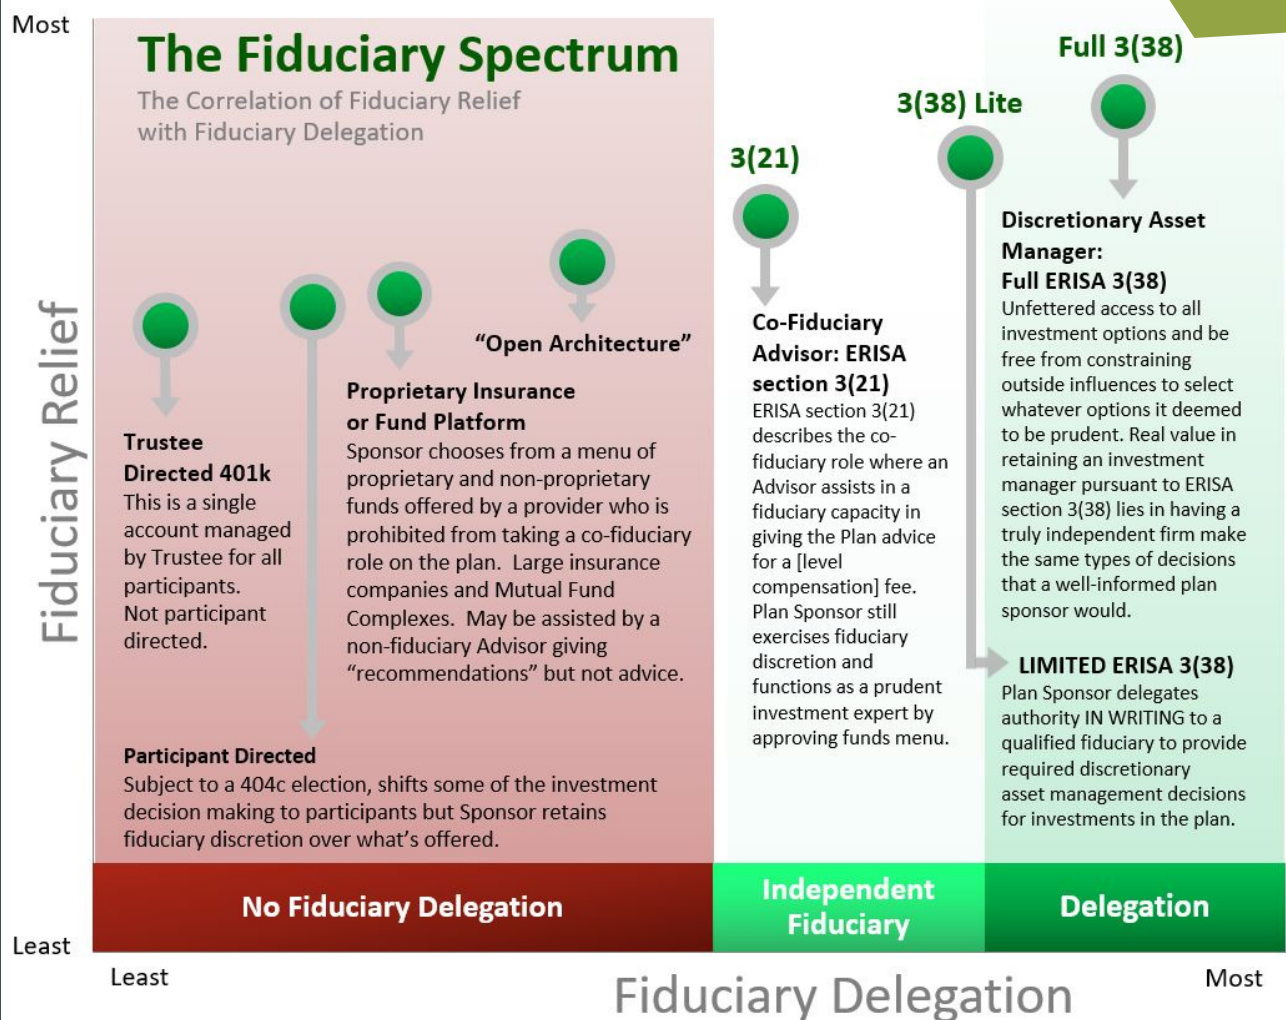 Most
The Fiduciary Spectrum
The Correlation of Fiduciary Relief
with Fiduciary Delegation
Fiduciary Relief
Trustee
Directed 401k
This is a single
account managed
by Trustee for all
participants.
Not participant
directed.
Participant Directed
Subject to a 404c election, shifts some of the investment
decision making to participants but Sponsor retains
fiduciary discretion over what's offered.
Proprietary Insurance
or Fund Platform
Sponsor chooses from a menu of
proprietary and non-proprietary
funds offered by a provider who is
prohibited from taking a co-fiduciary
role on the plan.  Large insurance
companies and Mutual Fund
Complexes.  May be assisted by a
non-fiduciary Advisor giving
“recommendations” but not advice.
“Open Architecture”
3(21)
Co-Fiduciary
Advisor: ERISA
section 3(21)
ERISA section 3(21)
describes the co-
fiduciary role where an
Advisor assists in a
fiduciary capacity in
giving the Plan advice
for a [level
compensation] fee.
Plan Sponsor still
exercises fiduciary
discretion and
functions as a prudent
investment expert by
approving funds menu.
3(38) Lite
Full 3(38)
Discretionary Asset
Manager:
Full ERISA 3(38)
Unfettered access to all
investment options and be
free from constraining
outside influences to select
whatever options it deemed
to be prudent. Real value in
retaining an investment
manager pursuant to ERISA
section 3(38) lies in having a
truly independent firm make
the same types of decisions
that a well-informed plan
sponsor would.
LIMITED ERISA 3(38)
Plan Sponsor delegates
authority IN WRITING to a
qualified fiduciary to provide
required discretionary
asset management decisions
for investments in the plan.
No Fiduciary Delegation
Independent
Fiduciary
Delegation
Least
Least
Most
Fiduciary Delegation